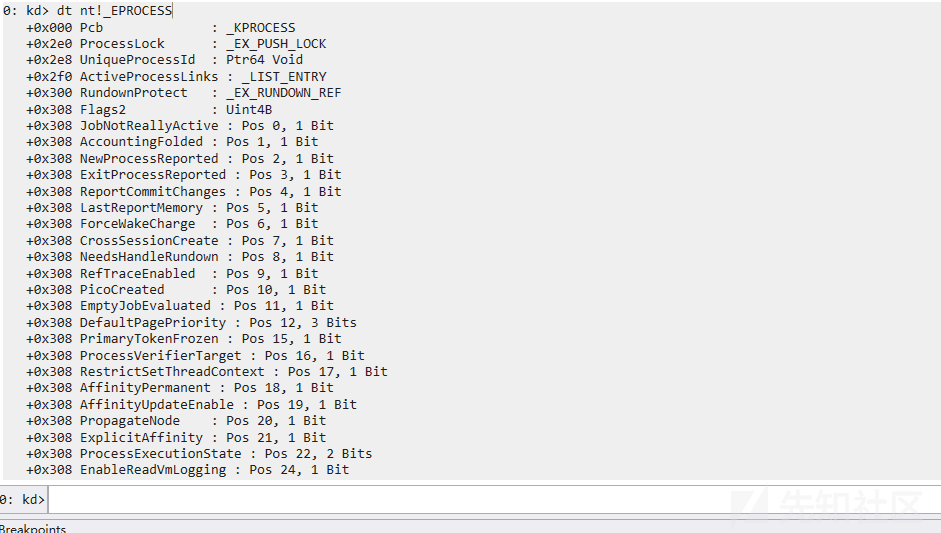 0: kd> dt nt!_EPROCESS
+0x000 Pcb : _KPROCESS
+0x2e0 ProcessLock : _EX_PUSH_LOCK
+0x2e8 UniqueProcessId : Ptr64 Void
+0x2f0 ActiveProcessLinks : _LIST_ENTRY
+0x300 RundownProtect : _EX_RUNDOWN_REF
+0x308 Flags2 : Uint4B
+0x308 JobNotReallyActive : Pos 0, 1 Bit
+0x308 AccountingFolded : Pos 1, 1 Bit
+0x308 NewProcessReported : Pos 2, 1 Bit
+0x308 ExitProcessReported : Pos 3, 1 Bit
+0x308 ReportCommitChanges : Pos 4, 1 Bit
+0x308 LastReportMemory : Pos 5, 1 Bit
+0x308 ForceWakeCharge : Pos 6, 1 Bit
+0x308 CrossSessionCreate : Pos 7, 1 Bit
+0x308 NeedsHandleRundown : Pos 8, 1 Bit
+0x308 RefTraceEnabled : Pos 9, 1 Bit
+0x308 PicoCreated : Pos 10, 1 Bit
+0x308 EmptyJobEvaluated : Pos 11, 1 Bit
+0x308 DefaultPagePriority : Pos 12, 3 Bits
+0x308 PrimaryTokenFrozen : Pos 15, 1 Bit
+0x308 ProcessVerifierTarget : Pos 16, 1 Bit
+0x308 RestrictSetThreadContext : Pos 17, 1 Bit
+0x308 AffinityPermanent : Pos 18, 1 Bit
+0x308 AffinityUpdateEnable : Pos 19, 1 Bit
+0x308 PropagateNode : Pos 20, 1 Bit
+0x308 ExplicitAffinity : Pos 21, 1 Bit
+0x308 ProcessExecutionState : Pos 22, 2 Bits
+0x308 EnableReadVmLogging : Pos 24, 1 Bit
0: kd>
先知社区
Breakpoints